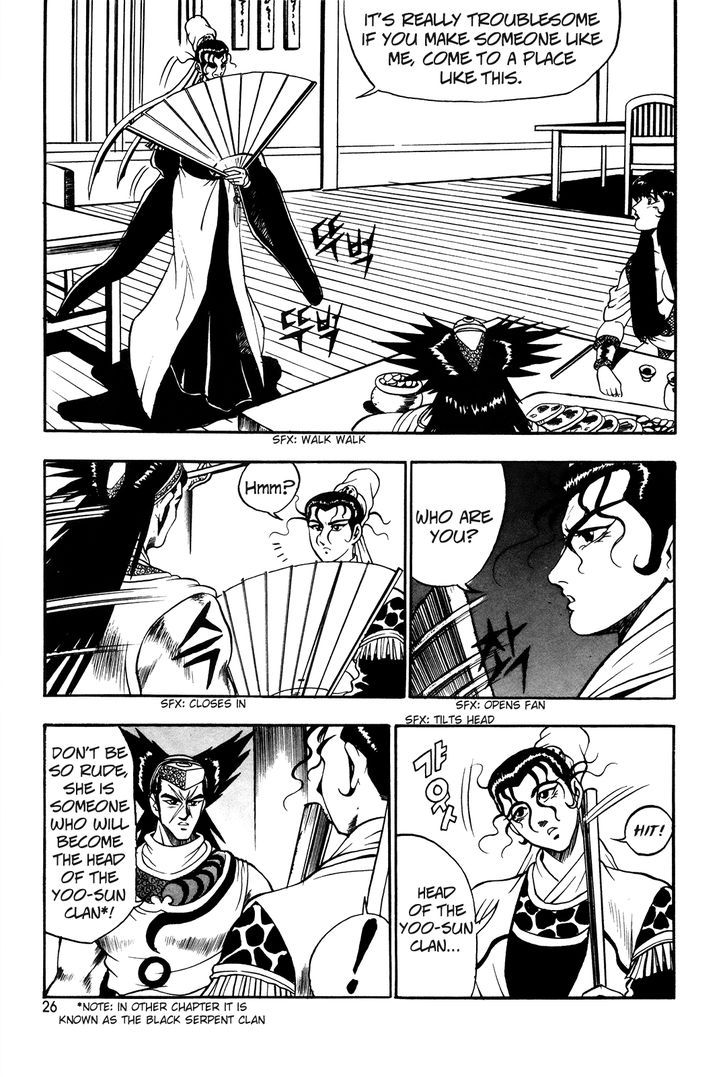 IT'S REALLY TROUBLESOME
IF YOU MAKE SOMEONE LIKE
ME, COME TO A PLACE
LIKE THIS.
뚜벅
뚜벅
SFX: WALK WALK
Hmm?
WHO ARE
YOU?
슥
촥
SFX: CLOSES IN
SFX: OPENS FAN
SFX: TILTS HEAD
DON'T BE
SO RUDE,
SHE IS
SOMEONE
WHO WILL
BECOME
THE HEAD
OF THE
YOO-SUN
CLAN*!
!
갸웃
HIT!
HEAD
OF THE
YOO-SUN
CLAN...
26
*NOTE: IN OTHER CHAPTER IT IS
KNOWN AS THE BLACK SERPENT CLAN